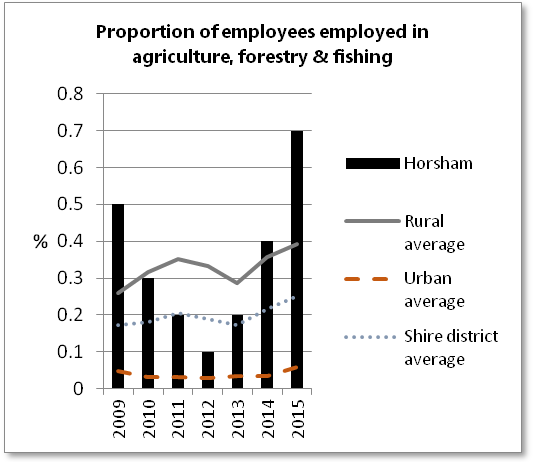 Proportion of employees employed in
agriculture, forestry & fishing
0.8
0.7
0.6
0.5
0.4
0.3
0.2
0.1
0
%
2009
2010
2011
2012
2013
2014
2015
Horsham
Rural
average
Urban
average
Shire district
average